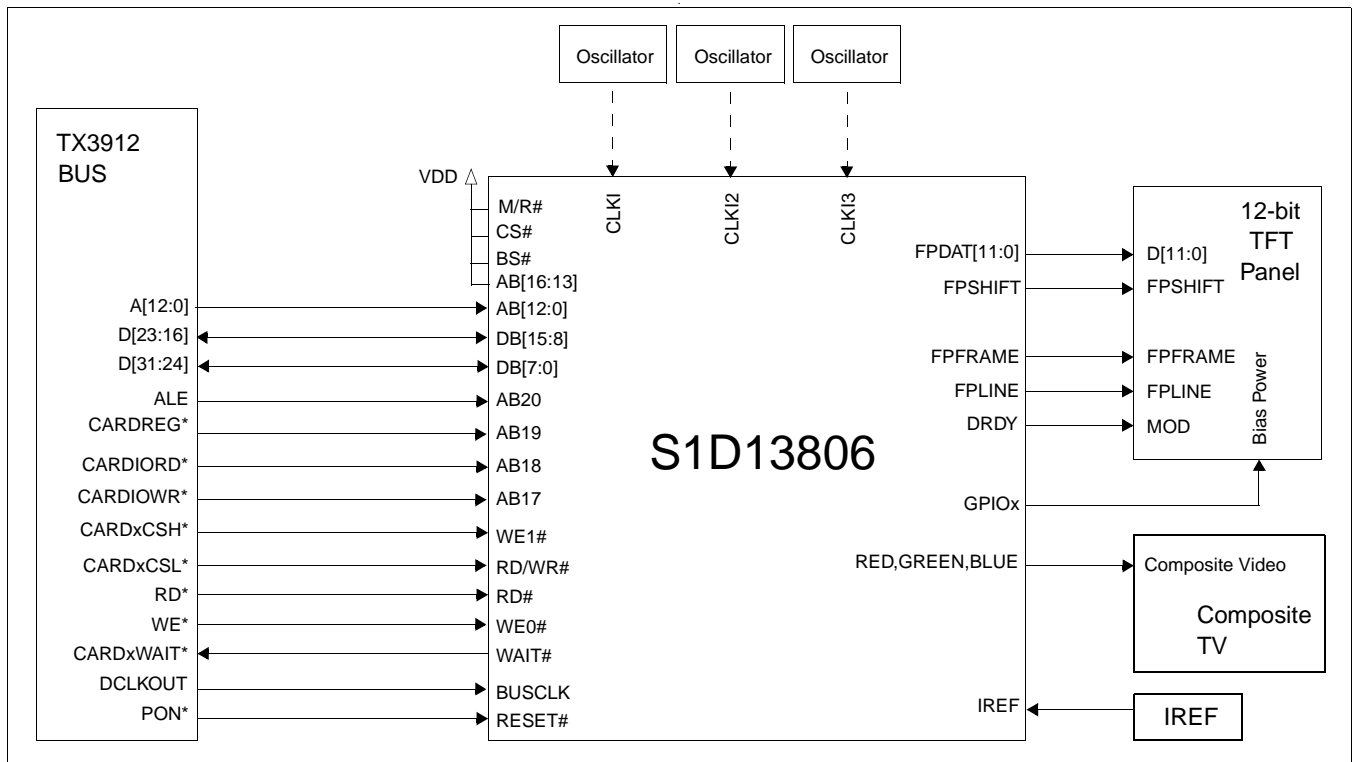 Oscillator
Oscillator
Oscillator
TX3912
BUS
VDD
CLKI
CLKI2
CLKI3
M/R#
CS#
BS#
AB[16:13]
A[12:0]
AB[12:0]
D[23:16]
DB[15:8]
D[31:24]
DB[7:0]
ALE
AB20
CARDREG*
AB19
CARDIORD*
AB18
CARDIOWR*
AB17
CARDxCSH*
WE1#
CARDxCSL*
RD/WR#
RD*
RD#
WE*
WE0#
CARDxWAIT*
WAIT#
DCLKOUT
BUSCLK
PON*
RESET#
S1D13806
FPDAT[11:0]
FPSHIFT
FPFRAME
FPLINE
DRDY
GPIOx
RED,GREEN,BLUE
IREF
12-bit
TFT
Panel
D[11:0]
FPSHIFT
FPFRAME
FPLINE
MOD
Bias Power
Composite Video
Composite
TV
IREF